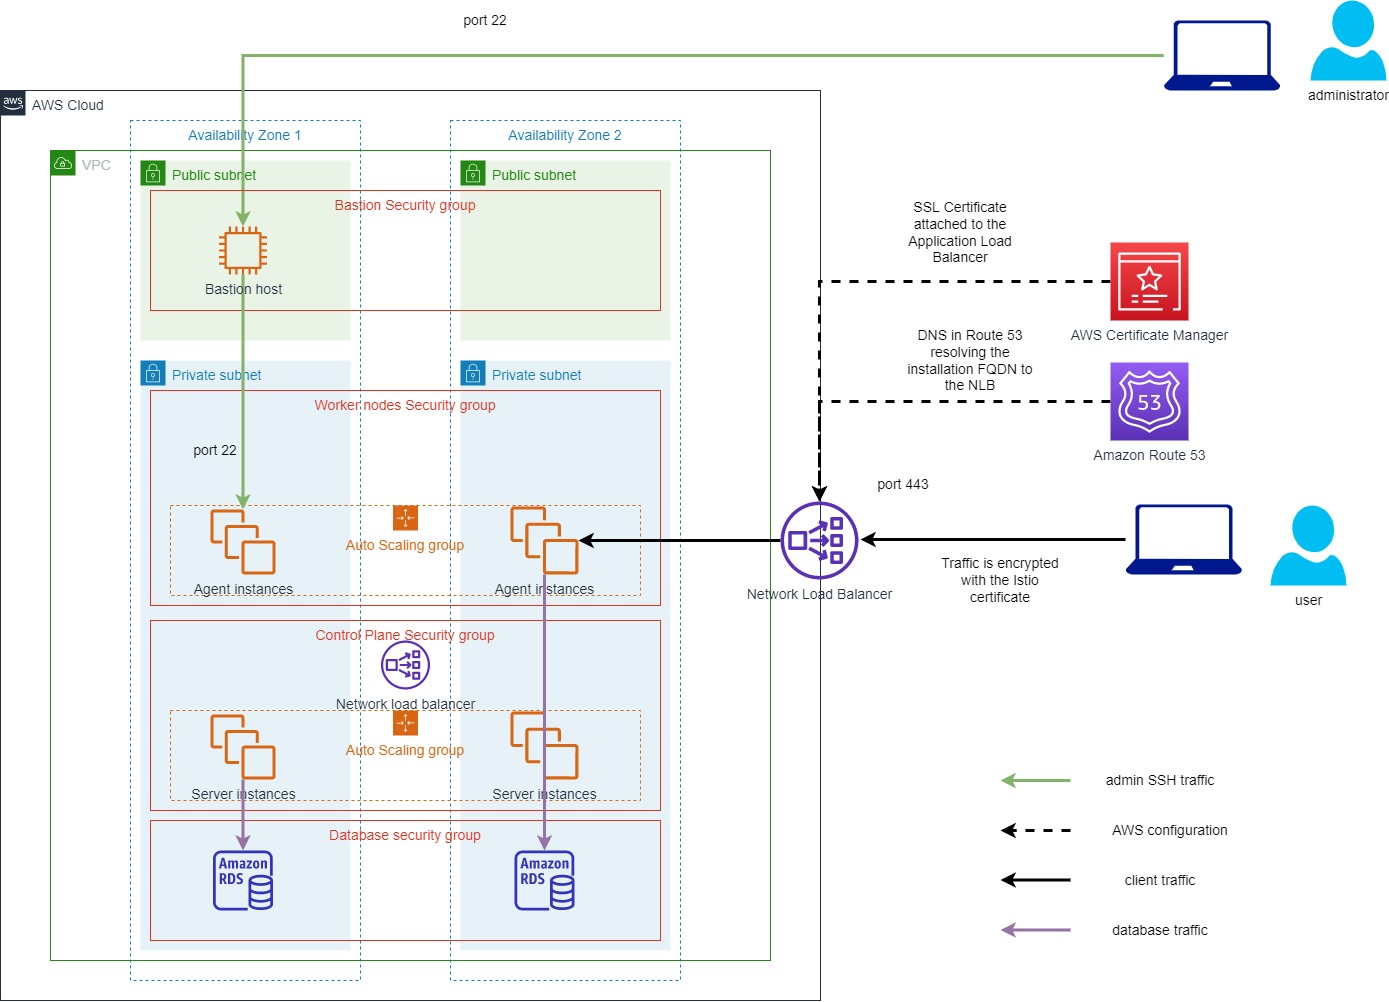 port 22
administrator
aws
AWS Cloud
Availability Zone 1
Availability Zone 2
VPC
Public subnet
Public subnet
Bastion Security group
Bastion host
SSL Certificate
attached to the
Application Load
Balancer
AWS Certificate Manager
DNS in Route 53
resolving the
installation FQDN to
the NLB
53
Amazon Route 53
Private subnet
Private subnet
Worker nodes Security group
port 22
port 443
Auto Scaling group
Agent instances
Agent instances
Network Load Balancer
Traffic is encrypted
with the Istio
certificate
user
Control Plane Security group
Network load balancer
Auto Scaling group
Server instances
Server instances
Database security group
Amazon
RDS
Amazon
RDS
admin SSH traffic
AWS configuration
client traffic
database traffic